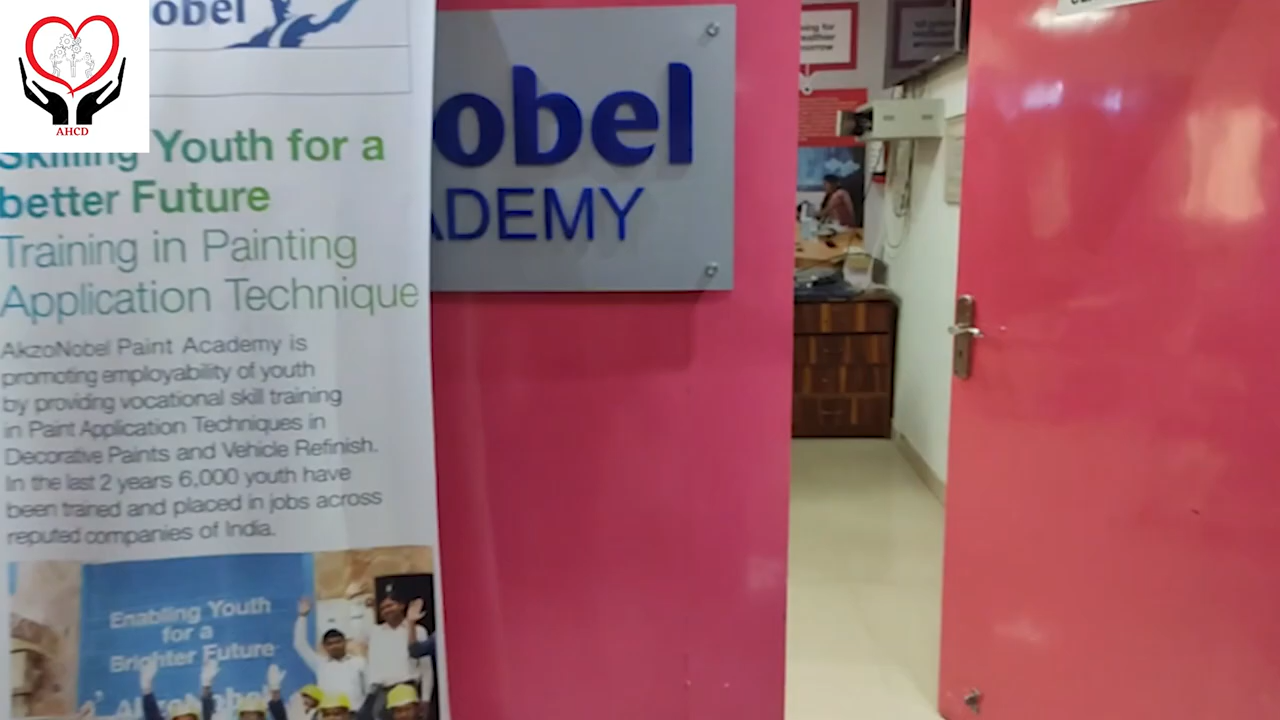 obel
AHCD
Skilling Youth for a
better Future
Training in Painting
Application Technique
AkzoNobel Paint Academy is
promoting employability of youth
by providing vocational skill training
in Paint Application Techniques in
Decorative Paints and Vehicle Refinish.
In the last 2 years 6,000 youth have
been trained and placed in jobs across
reputed companies of India.
Enabling Youth
for a
Brighter Future
obel
ADEMY